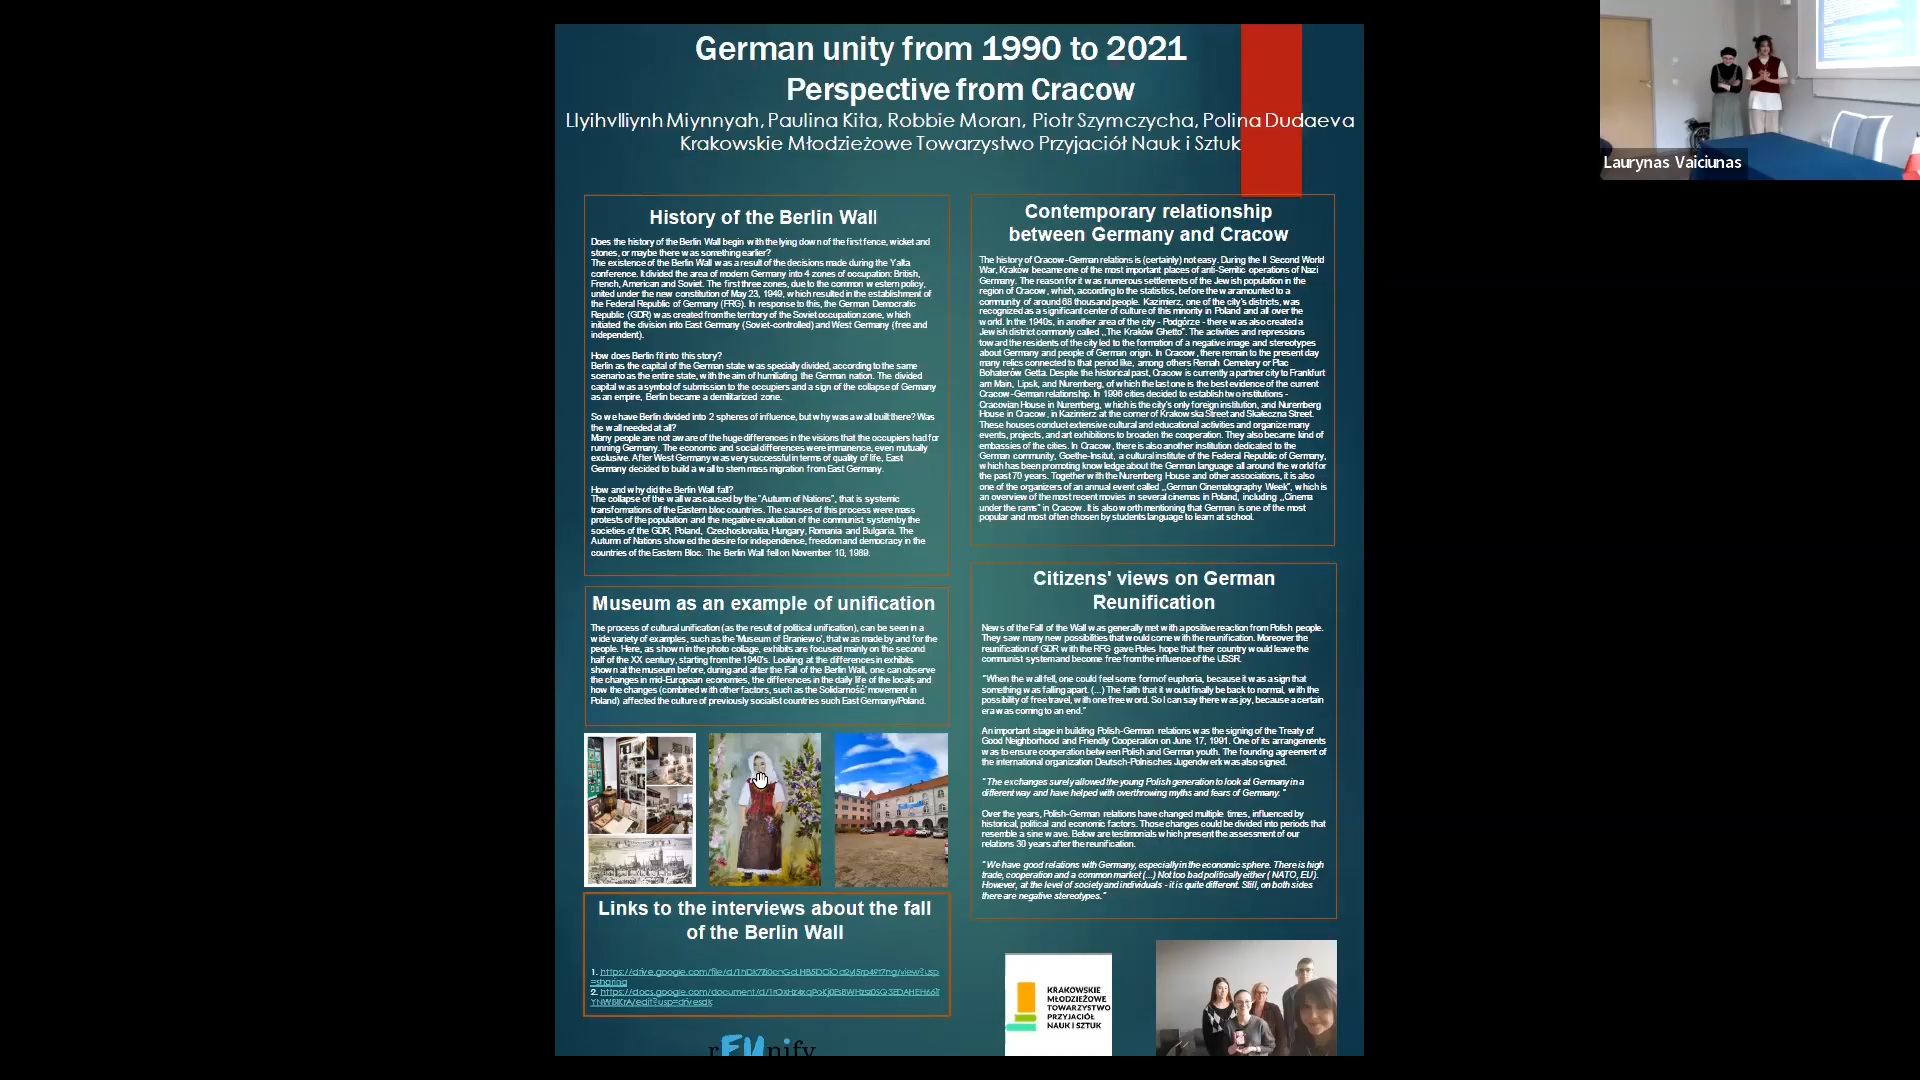 German unity from 1990 to 2021
Perspective from Cracow
Llyihvlliynh Miynnyah, Paulina Kita, Robbie Moran, Piotr Szymczycha, Polina Dudaeva
Krakowskie Młodzieżowe Towarzystwo Przyjaciół Nauk i Sztuk
History of the Berlin Wall
Does the history of the Berlin Wall begin with the lying down of the first fence, wicket and
stones, or maybe there was something earlier?
The existence of the Berlin Wall was a result of the decisions made during the Yalta
conference. It divided the area of modern Germany into 4 zones of occupation: British,
French, American and Soviet. The first three zones, due to the common western policy,
united under the new constitution of May 23, 1949, which resulted in the establishment of
the Federal Republic of Germany (FRG). In response to this, the German Democratic
Republic (GDR) was created from the territory of the Soviet occupation zone, which
initiated the division into East Germany (Soviet-controlled) and West Germany (free and
independent).
How does Berlin fit into this story?
Berlin as the capital of the German state was specially divided, according to the same
scenario as the entire state, with the aim of humiliating the German nation. The divided
capital was a symbol of submission to the occupiers and a sign of the collapse of Germany
as an empire, Berlin became a demilitarized zone.
So we have Berlin divided into 2 spheres of influence, but why was a wall built there? Was
the wall needed at all?
Many people are not aware of the huge differences in the visions that the occupiers had for
running Germany. The economic and social differences were immanence, even mutually
exclusive. After West Germany was very successful in terms of quality of life, East
Germany decided to build a wall to stem mass migration from East Germany.
How and why did the Berlin Wall fall?
The collapse of the wall was caused by the "Autumn of Nations", that is systemic
transformations of the Eastern bloc countries. The causes of this process were mass
protests of the population and the negative evaluation of the communist system by the
societies of the GDR, Poland, Czechoslovakia, Hungary, Romania and Bulgaria. The
Autumn of Nations showed the desire for independence, freedom and democracy in the
countries of the Eastern Bloc. The Berlin Wall fell on November 10, 1989.
Museum as an example of unification
The process of cultural unification (as the result of political unification), can be seen in a
wide variety of examples, such as the 'Museum of Braniewo', that was made by and for the
people. Here, as shown in the photo collage, exhibits are focused mainly on the second
half of the XX century, starting from the 1940's. Looking at the differences in exhibits
shown at the museum before, during and after the Fall of the Berlin Wall, one can observe
the changes in mid-European economies, the differences in the daily life of the locals and
how the changes (combined with other factors, such as the Solidarność' movement in
Poland) affected the culture of previously socialist countries such East Germany/Poland.
Links to the interviews about the fall
of the Berlin Wall
1.
=sharing
2.
rEUnify
Contemporary relationship
between Germany and Cracow
The history of Cracow-German relations is (certainly) not easy. During the II Second World
War, Kraków became one of the most important places of anti-Semitic operations of Nazi
Germany. The reason for it was numerous settlements of the Jewish population in the
region of Cracow, which, according to the statistics, before the war amounted to a
community of around 68 thousand people. Kazimierz, one of the city's districts, was
recognized as a significant center of culture of this minority in Poland and all over the
world. In the 1940s, in another area of the city - Podgórze - there was also created a
Jewish district commonly called ,,The Kraków Ghetto". The activities and repressions
toward the residents of the city led to the formation of a negative image and stereotypes
about Germany and people of German origin. In Cracow, there remain to the present day
many relics connected to that period like, among others Remah Cemetery or Plac
Bohaterów Getta. Despite the historical past, Cracow is currently a partner city to Frankfurt
am Main, Lipsk, and Nuremberg, of which the last one is the best evidence of the current
Cracow-German relationship. In 1996 cities decided to establish two institutions -
Cracovian House in Nuremberg, which is the city's only foreign institution, and Nuremberg
House in Cracow, in Kazimierz at the corner of Krakowska Street and Skałeczna Street.
These houses conduct extensive cultural and educational activities and organize many
events, projects, and art exhibitions to broaden the cooperation. They also became kind of
embassies of the cities. In Cracow, there is also another institution dedicated to the
German community, Goethe-Insitut, a cultural institute of the Federal Republic of Germany,
which has been promoting knowledge about the German language all around the world for
the past 70 years. Together with the Nuremberg House and other associations, it is also
one of the organizers of an annual event called ,,German Cinematography Week", which is
an overview of the most recent movies in several cinemas in Poland, including ,,Cinema
under the rams" in Cracow. It is also worth mentioning that German is one of the most
popular and most often chosen by students language to learn at school.
Citizens' views on German
Reunification
News of the Fall of the Wall was generally met with a positive reaction from Polish people.
They saw many new possibilities that would come with the reunification. Moreover the
reunification of GDR with the RFG gave Poles hope that their country would leave the
communist system and become free from the influence of the USSR.
"When the wall fell, one could feel some form of euphoria, because it was a sign that
something was falling apart. (...) The faith that it would finally be back to normal, with the
possibility of free travel, with one free word. So I can say there was joy, because a certain
era was coming to an end."
An important stage in building Polish-German relations was the signing of the Treaty of
Good Neighborhood and Friendly Cooperation on June 17, 1991. One of its arrangements
was to ensure cooperation between Polish and German youth. The founding agreement of
the international organization Deutsch-Polnisches Jugendwerk was also signed.
"The exchanges surely allowed the young Polish generation to look at Germany in a
different way and have helped with overthrowing myths and fears of Germany. "
Over the years, Polish-German relations have changed multiple times, influenced by
historical, political and economic factors. Those changes could be divided into periods that
resemble a sine wave. Below are testimonials which present the assessment of our
relations 30 years after the reunification.
"We have good relations with Germany, especially in the economic sphere. There is high
trade, cooperation and a common market (...) Not too bad politically either ( NATO, EU).
However, at the level of society and individuals - it is quite different. Still, on both sides
there are negative stereotypes."
KRAKOWSKIE
MŁODZIEŻOWE
TOWARZYSTWO
PRZYJACIÓŁ
NAUK I SZTUK
Laurynas Vaiciunas